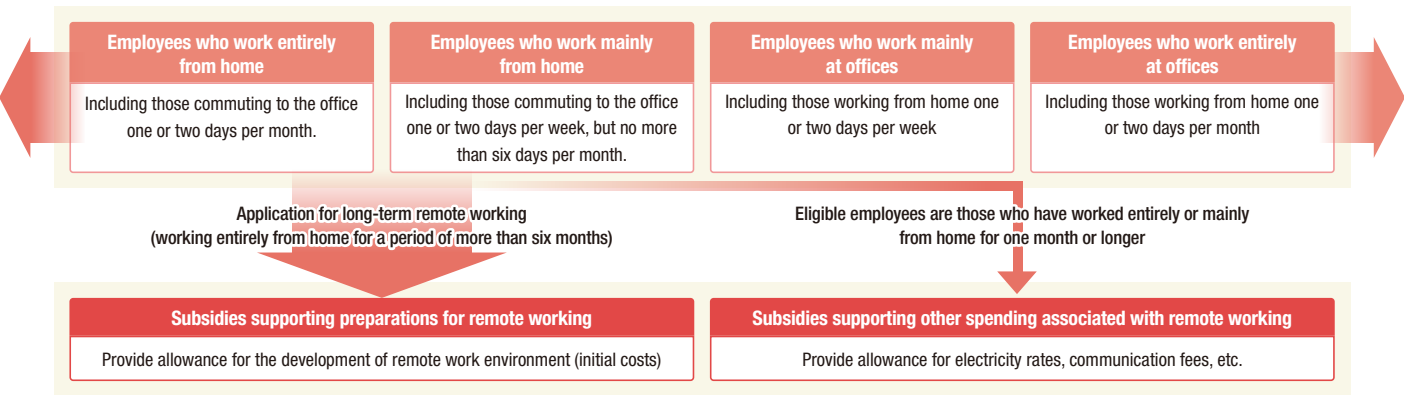 Employees who work entirely
from home
Including those commuting to the office
one or two days per month.
Employees who work mainly
from home
Including those commuting to the office
one or two days per week, but no more
than six days per month.
Employees who work mainly
at offices
Including those working from home one
or two days per week
Employees who work entirely
at offices
Including those working from home one
or two days per month
Application for long-term remote working
(working entirely from home for a period of more than six months)
Eligible employees are those who have worked entirely or mainly
from home for one month or longer
Subsidies supporting preparations for remote working
Provide allowance for the development of remote work environment (initial costs)
Subsidies supporting other spending associated with remote working
Provide allowance for electricity rates, communication fees, etc.